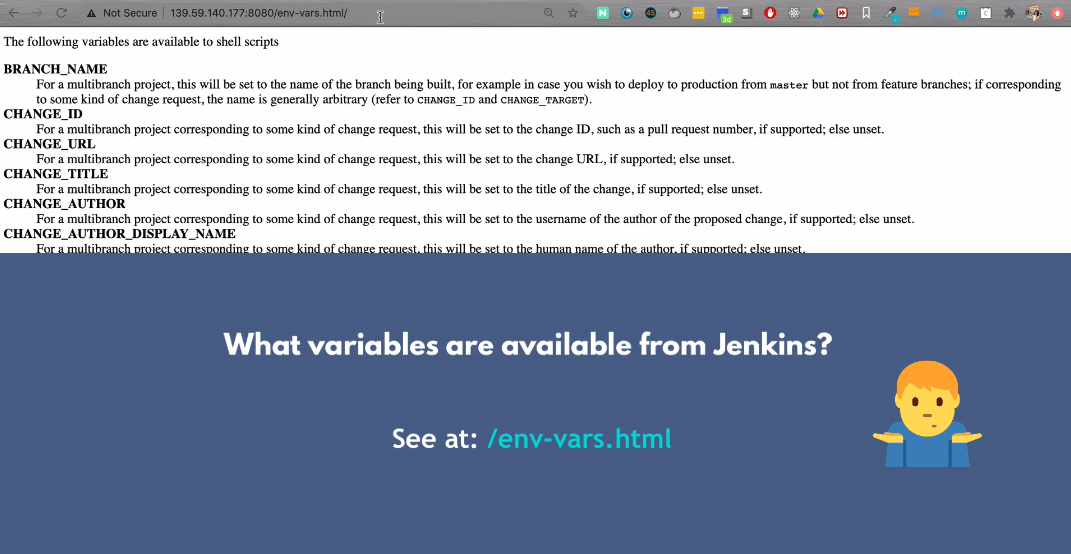 Not Secure 139.59.140.177:8080/env-vars.html/
45
3d
S
m
C
The following variables are available to shell scripts
BRANCH_NAME
For a multibranch project, this will be set to the name of the branch being built, for example in case you wish to deploy to production from master but not from feature branches; if corresponding
to some kind of change request, the name is generally arbitrary (refer to CHANGE_ID and CHANGE_TARGET).
CHANGE_ID
For a multibranch project corresponding to some kind of change request, this will be set to the change ID, such as a pull request number, if supported; else unset.
CHANGE_URL
For a multibranch project corresponding to some kind of change request, this will be set to the change URL, if supported; else unset.
CHANGE_TITLE
For a multibranch project corresponding to some kind of change request, this will be set to the title of the change, if supported; else unset.
CHANGE_AUTHOR
For a multibranch project corresponding to some kind of change request, this will be set to the username of the author of the proposed change, if supported; else unset.
CHANGE_AUTHOR_DISPLAY_NAME
For a multibranch project corresponding to some kind of change request, this will be set to the human name of the author, if supported; else unset.
What variables are available from Jenkins?
See at: /env-vars.html